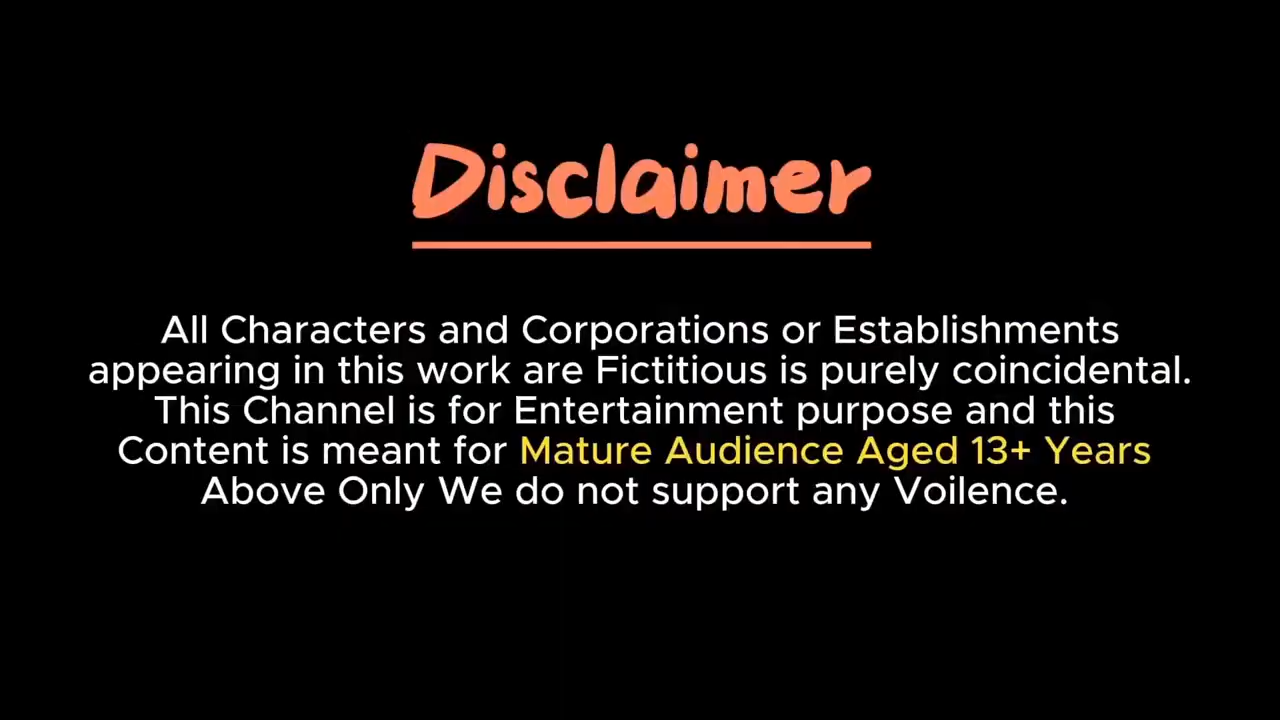 Disclaimer
All Characters and Corporations or Establishments
appearing in this work are Fictitious is purely coincidental.
This Channel is for Entertainment purpose and this
Content is meant for Mature Audience Aged 13+ Years
Above Only We do not support any Voilence.